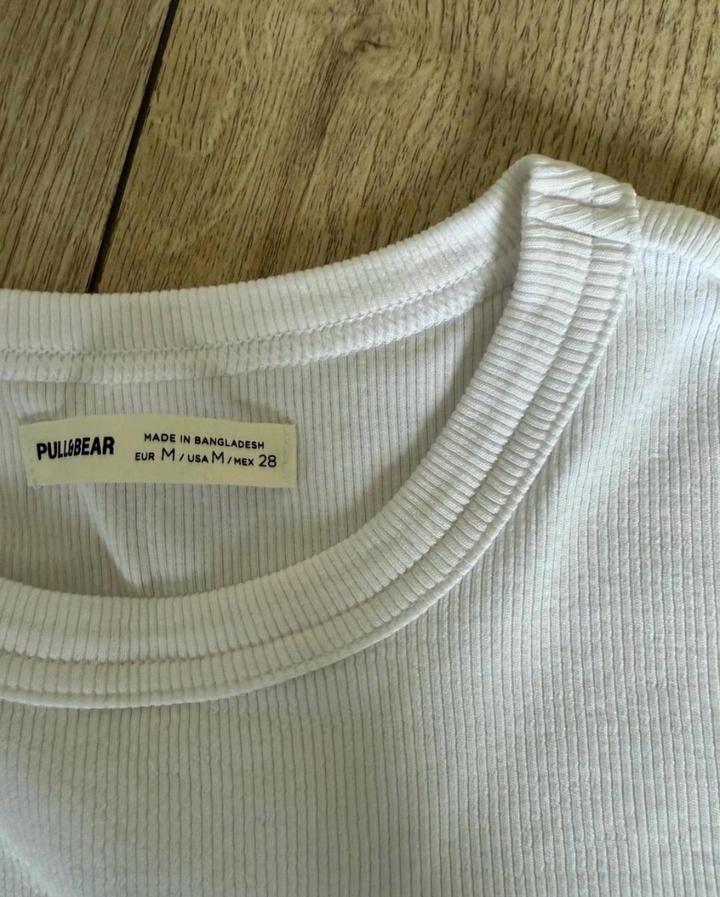 PULL&BEAR
MADE IN BANGLADESH
EUR M / USA M / MEX 28